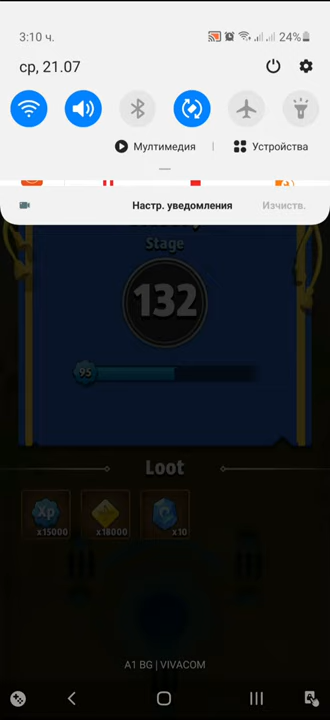 3:10 ч.
24%
ср, 21.07
Мултимедия
Устройства
Настр. уведомления
Изчиств.
Stage
132
95
Loot
Xp
x15000
x18000
x10
A1 BG | VIVACOM